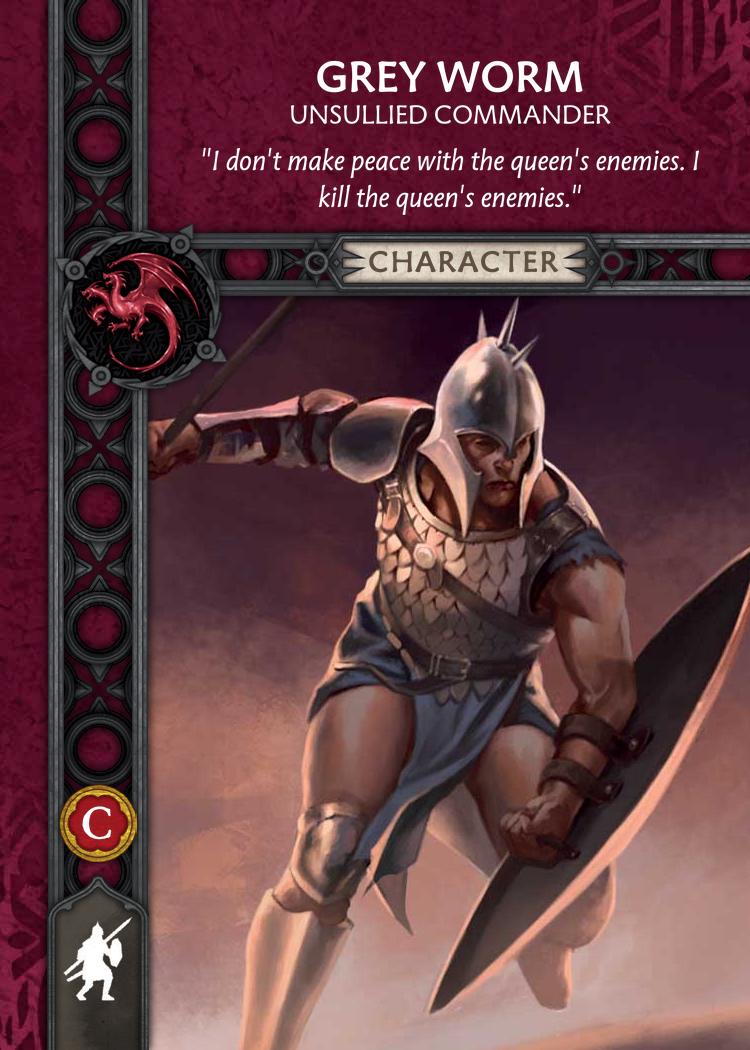 GREY WORM
UNSULLIED COMMANDER
"I don't make peace with the queen's enemies. I
kill the queen's enemies."
CHARACTER
C